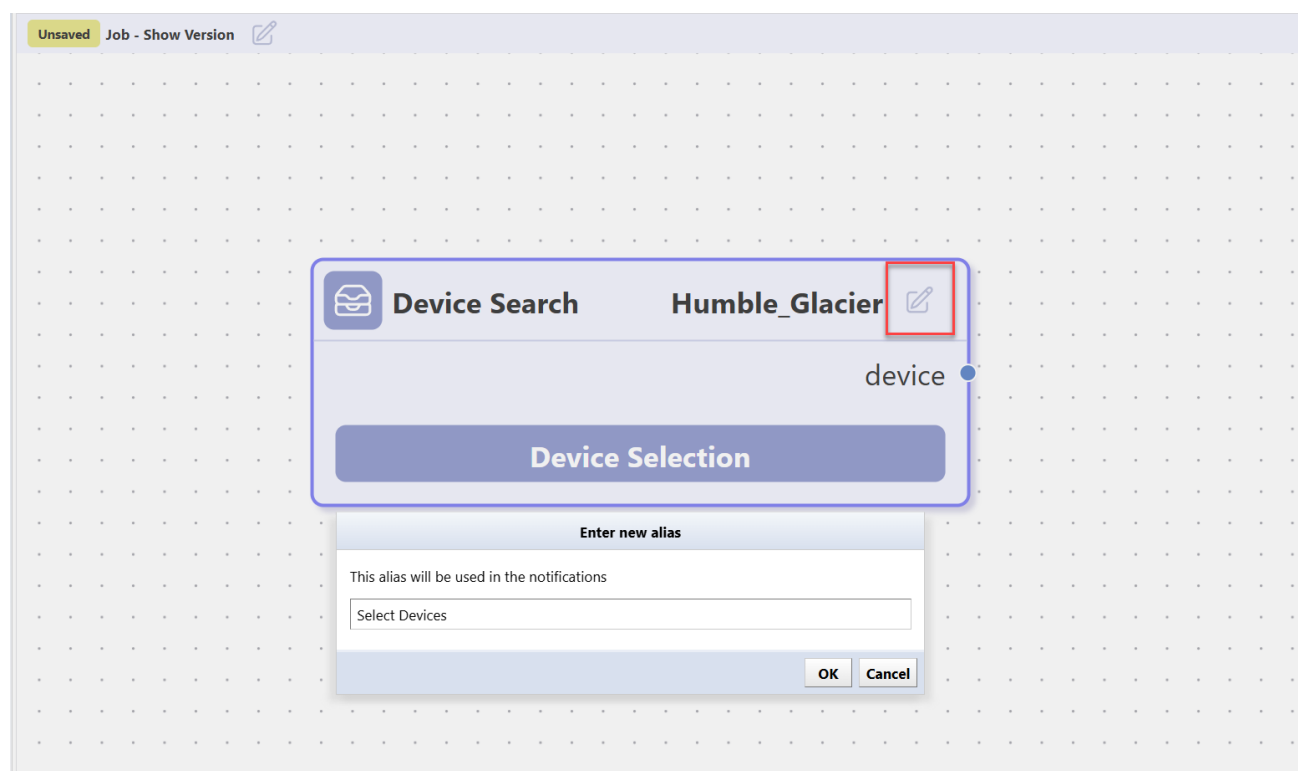 Unsaved Job - Show Version
Device Search Humble_Glacier
device
Device Selection
Enter new alias
This alias will be used in the notifications
Select Devices
OK Cancel